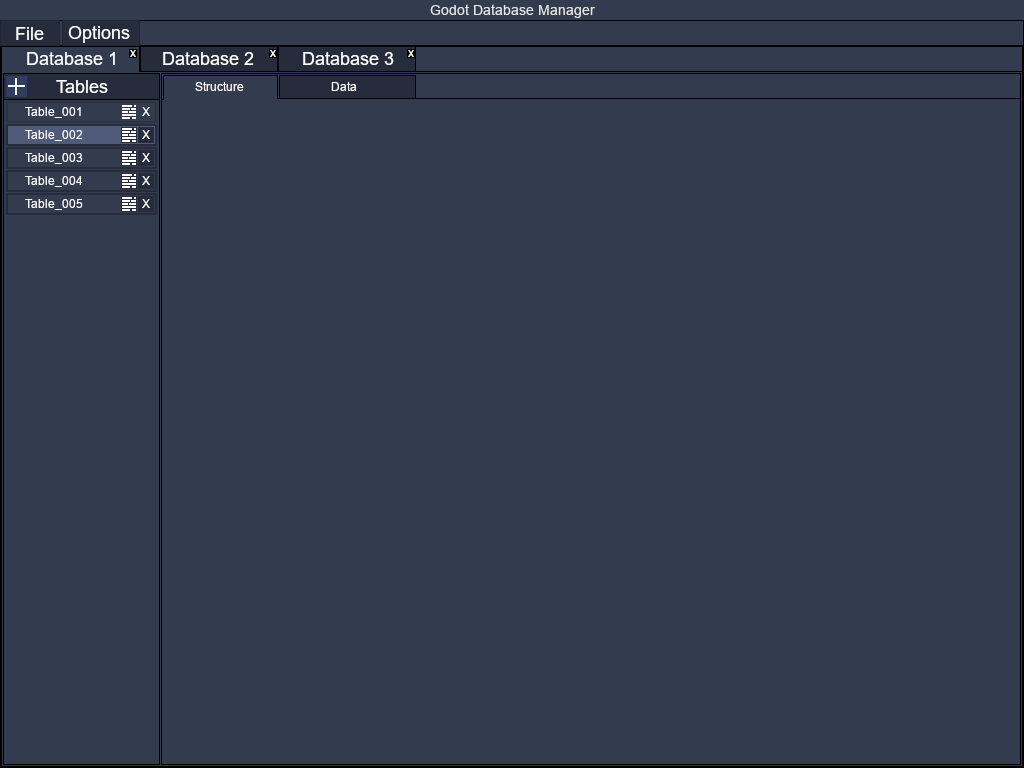 Godot Database Manager
File Options
Database 1 x Database 2 x Database 3 x
Tables Structure Data
Table_001 X
Table_002 X
Table_003 X
Table_004 X
Table_005 X